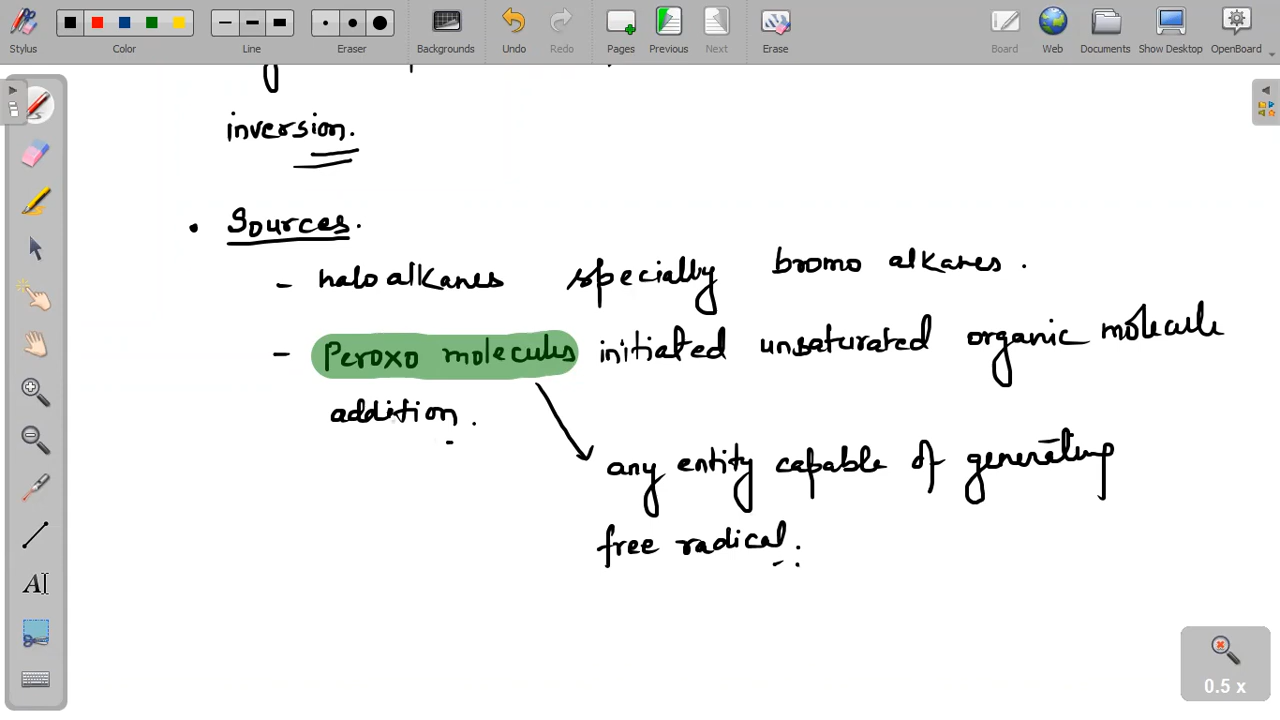 Stylus
Color
Line
Eraser
Backgrounds
Undo
Redo
Pages
Previous
Next
Erase
Board
Web
Documents
Show Desktop
OpenBoard
inversion.
• Sources.
- haloalkanes specially bromo alkanes.
- Peroxo molecules initiated unsaturated organic molecule
addition.
any entity capable of generating
free radical.
A
0.5 x